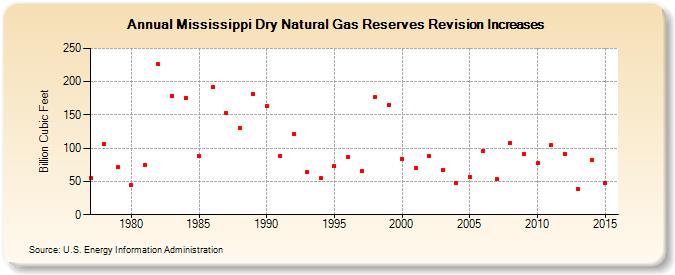 Annual Mississippi Dry Natural Gas Reserves Revision Increases
Billion Cubic Feet
250
200
150
100
50
0
1980 1985 1990 1995 2000 2005 2010 2015
Source: U.S. Energy Information Administration